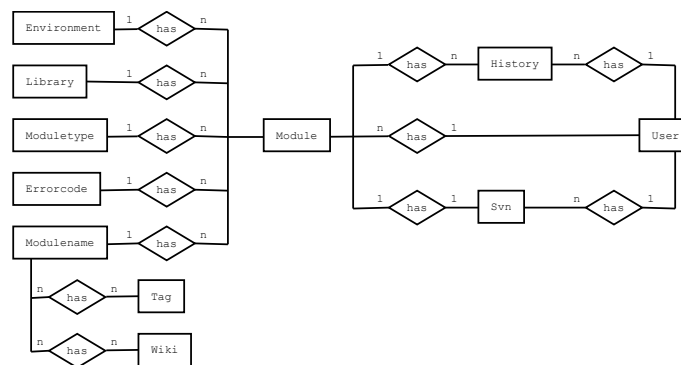 Environment 1 has n
Library 1 has n
1 has n History n has 1
Moduletype 1 has n Module n has 1 User
Errorcode 1 has n
1 has 1 Svn n has 1
Modulename 1 has n
n has n Tag
n has n Wiki